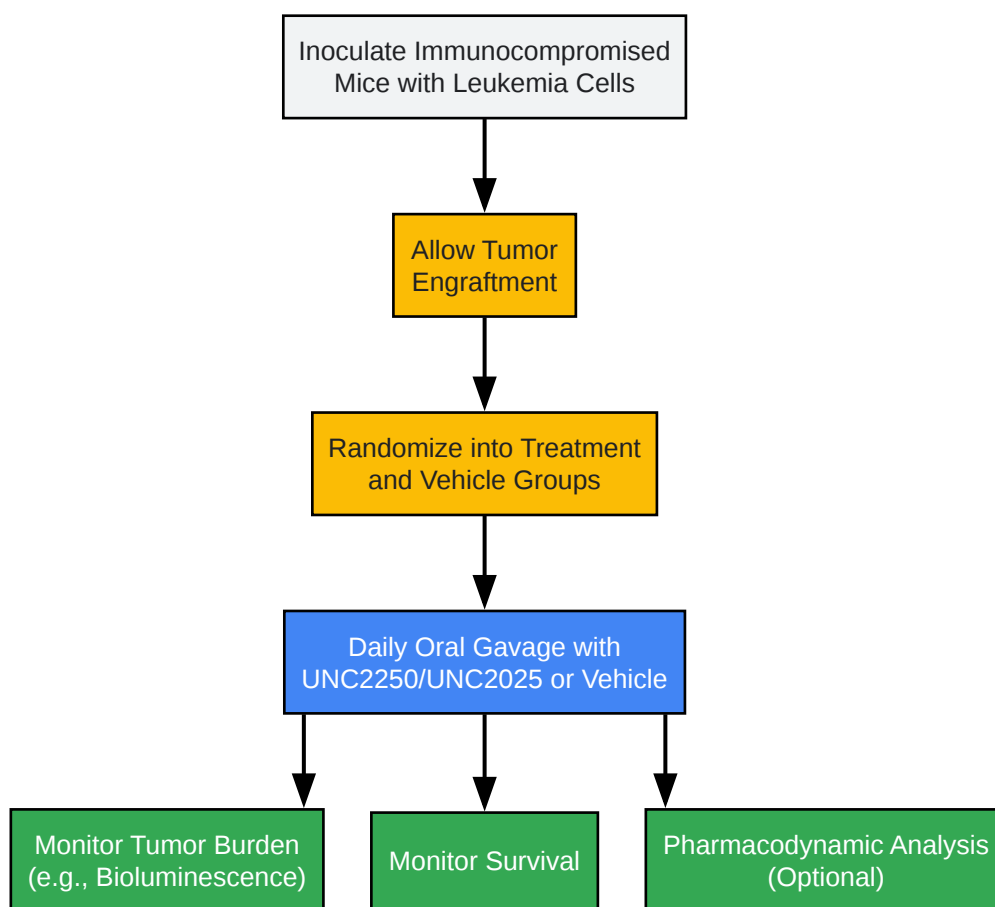 Inoculate Immunocompromised
Mice with Leukemia Cells
Allow Tumor
Engraftment
Randomize into Treatment
and Vehicle Groups
Daily Oral Gavage with
UNC2250/UNC2025 or Vehicle
Monitor Tumor Burden
(e.g., Bioluminescence)
Monitor Survival
Pharmacodynamic Analysis
(Optional)